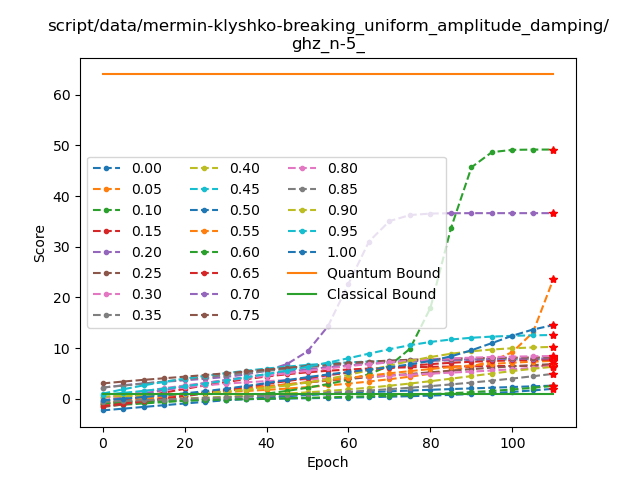 script/data/mermin-klyshko-breaking_uniform_amplitude_damping/
ghz_n-5_
Score
60
50
40
30
20
10
0
0.00 0.40 0.80
0.05 0.45 0.85
0.10 0.50 0.90
0.15 0.55 0.95
0.20 0.60 1.00
0.25 0.65 Quantum Bound
0.30 0.70 Classical Bound
0.35 0.75
0 20 40 60 80 100
Epoch